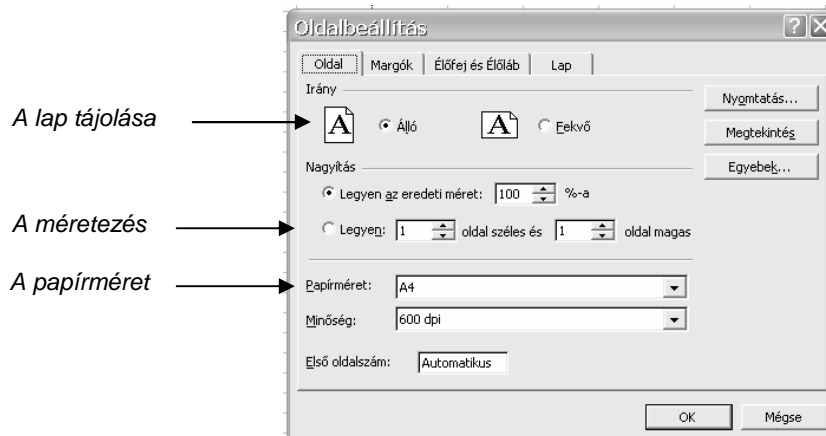 Oldalbeállítás
Oldal Margók Élőfej és Élőláb Lap
Irány
Nyomtatás...
A lap tájolása
A Álló A Fekvő
Megtekintés
Nagyítás
Egyebek...
Legyen az eredeti méret: 100 %-a
A méretezés
Legyen: 1 oldal széles és 1 oldal magas
A papírméret
Papírméret: A4
Minőség: 600 dpi
Első oldalszám: Automatikus
OK Mégse